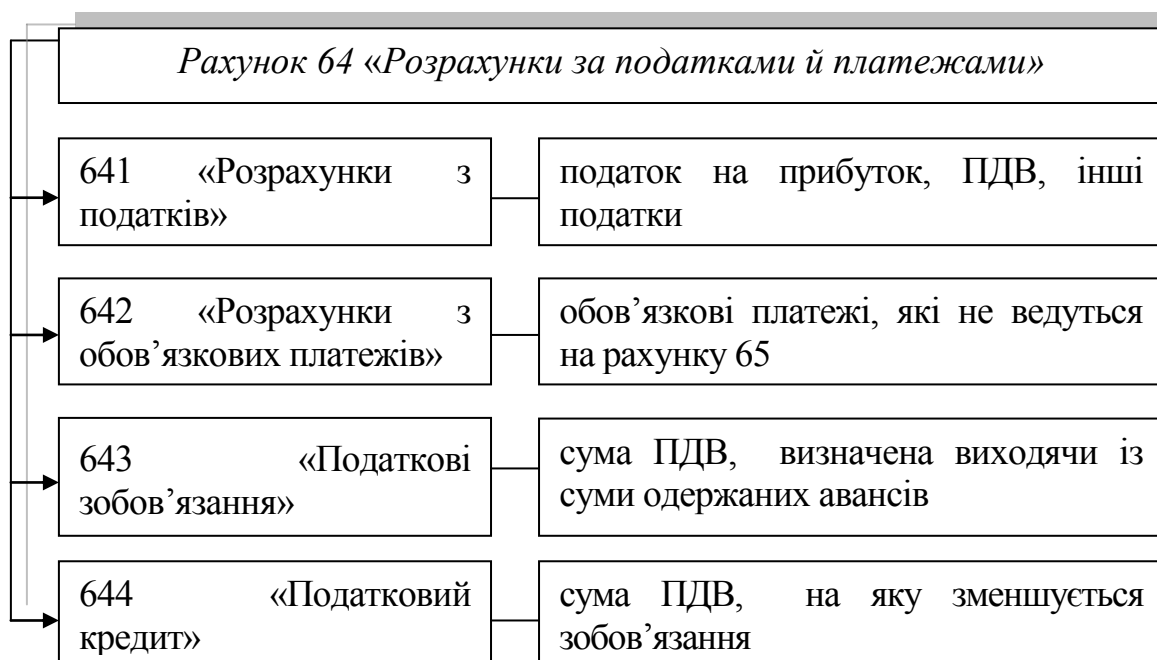 Рахунок 64 «Розрахунки за податками й платежами»
641 «Розрахунки з
податків»
податок на прибуток, ПДВ, інші
податки
642 «Розрахунки з
обов’язкових платежів»
обов’язкові платежі, які не ведуться
на рахунку 65
643 «Податкові
зобов’язання»
сума ПДВ, визначена виходячи із
суми одержаних авансів
644 «Податковий
кредит»
сума ПДВ, на яку зменшується
зобов’язання